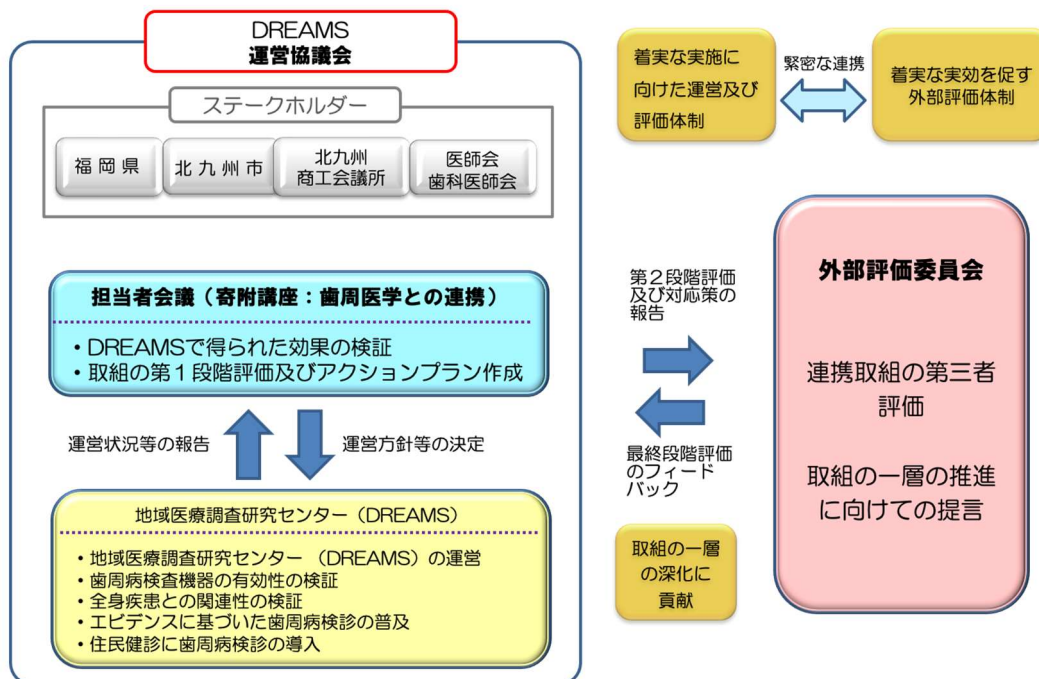 DREAMS
運営協議会
ステークホルダー
福岡県
北九州市
北九州
商工会議所
医師会
歯科医師会
担当者会議（寄附講座：歯周医学との連携）
・DREAMSで得られた効果の検証
・取組の第１段階評価及びアクションプラン作成
運営状況等の報告
運営方針等の決定
地域医療調査研究センター（DREAMS）
・地域医療調査研究センター （DREAMS）の運営
・歯周病検査機器の有効性の検証
・全身疾患との関連性の検証
・エビデンスに基づいた歯周病検診の普及
・住民健診に歯周病検診の導入
着実な実施に
向けた運営及び
評価体制
緊密な連携
着実な実効を促す
外部評価体制
第２段階評価
及び対応策の
報告
最終段階評価
のフィード
バック
取組の一層
の深化に
貢献
外部評価委員会
連携取組の第三者
評価
取組の一層の推進
に向けての提言